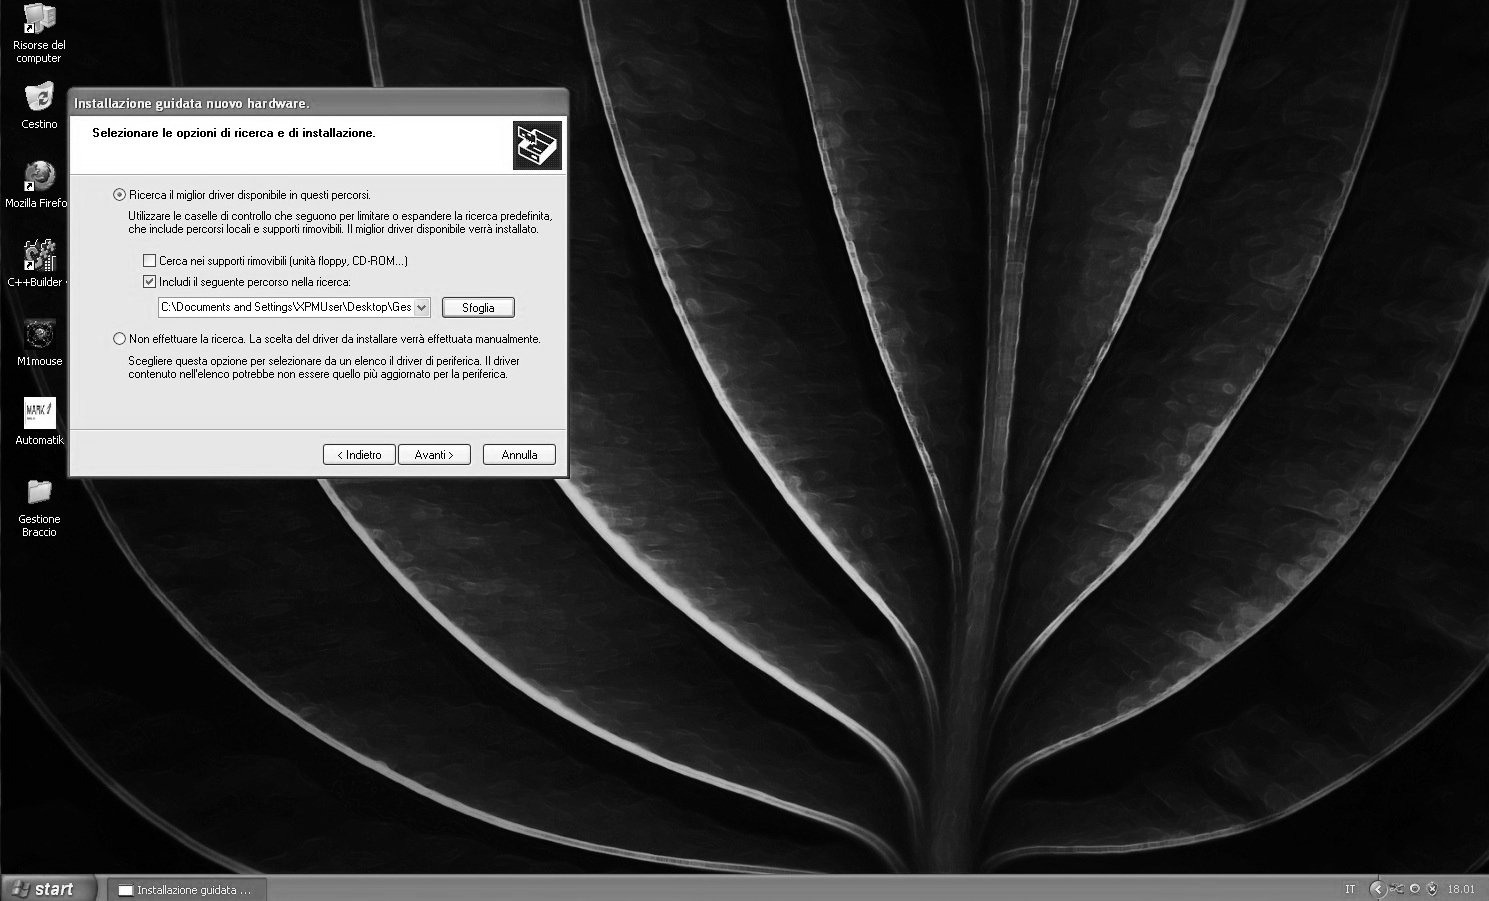 Risorse del
computer
Cestino
Mozilla Firefo
C++Builder
M1mouse
MARK 1
Automatik
Gestione
Braccio
Installazione guidata nuovo hardware.
Selezionare le opzioni di ricerca e di installazione.
Ricerca il miglior driver disponibile in questi percorsi.
Utilizzare le caselle di controllo che seguono per limitare o espandere la ricerca predefinita,
che include percorsi locali e supporti rimovibili. Il miglior driver disponibile verrà installato.
Cerca nei supporti rimovibili (unità floppy, CD-ROM...)
Includi il seguente percorso nella ricerca:
C:\Documents and Settings\XPMUser\Desktop\Ges
Sfoglia
Non effettuare la ricerca. La scelta del driver da installare verrà effettuata manualmente.
Scegliere questa opzione per selezionare da un elenco il driver di periferica. Il driver
contenuto nell'elenco potrebbe non essere quello più aggiornato per la periferica.
< Indietro
Avanti >
Annulla
start
Installazione guidata ...
IT
18.01